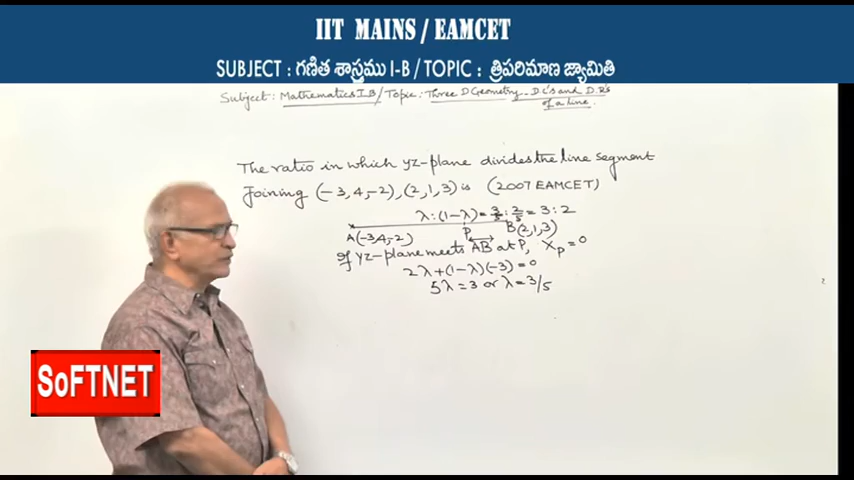 IIT MAINS / EAMCET
SUBJECT : గణిత శాస్త్రము I-B / TOPIC : త్రిపరిమాణ జ్యామితి
Subject: Mathematics I B / Topic: Three D Geometry - D.C's and D.R's
of a line.
The ratio in which yz-plane divides the line segment
Joining (-3, 4, -2), (2, 1, 3) is (2007 EAMCET)
λ : (1-λ) = 3/5 : 2/5 = 3 : 2
A(-3,4,-2) P B(2,1,3)
If yz-plane meets AB at P, Xp = 0
2λ + (1-λ)(-3) = 0
5λ = 3 or λ = 3/5
SoFTNET